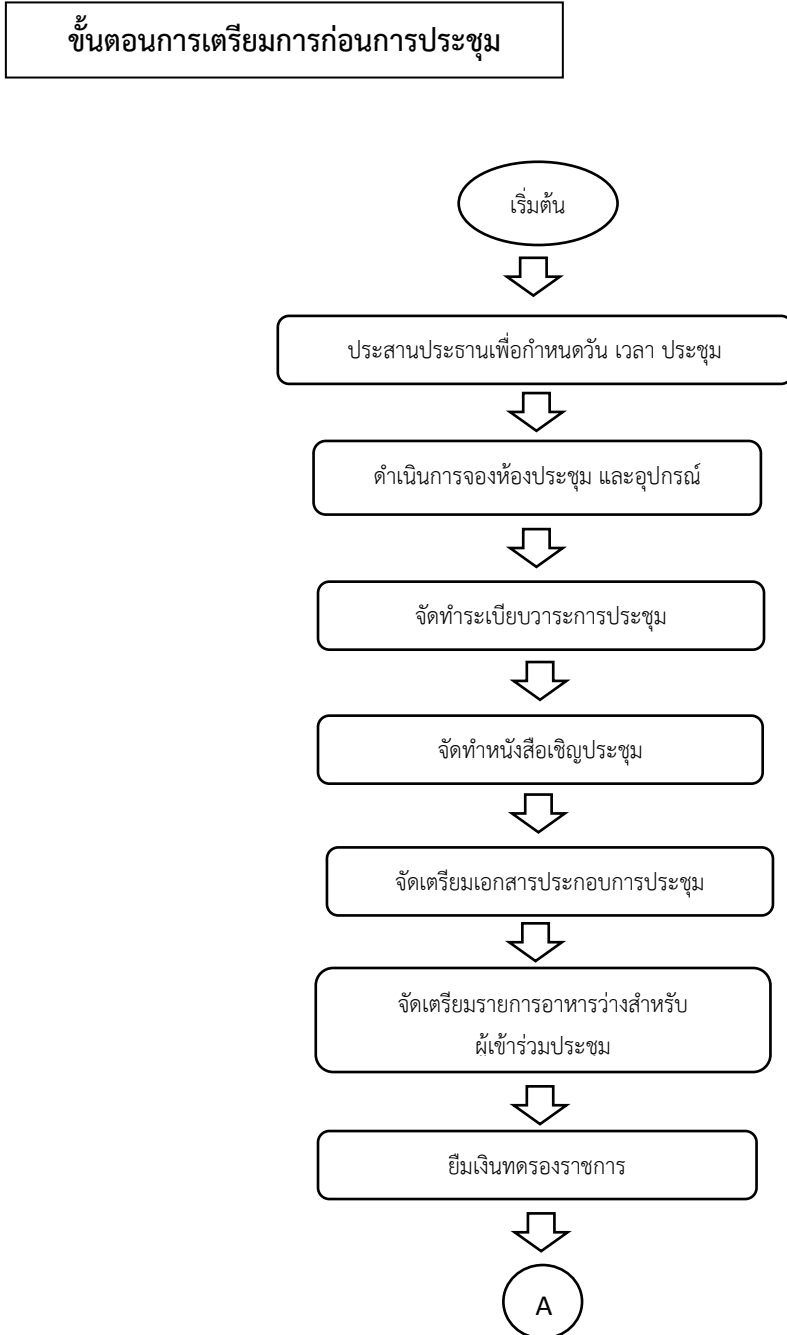 ขั้นตอนการเตรียมการก่อนการประชุม
เริ่มต้น
ประสานประธานเพื่อกำหนดวัน เวลา ประชุม
ดำเนินการจองห้องประชุม และอุปกรณ์
จัดทำระเบียบวาระการประชุม
จัดทำหนังสือเชิญประชุม
จัดเตรียมเอกสารประกอบการประชุม
จัดเตรียมรายการอาหารว่างสำหรับ
ผู้เข้าร่วมประชุม
ยืมเงินทดรองราชการ
A